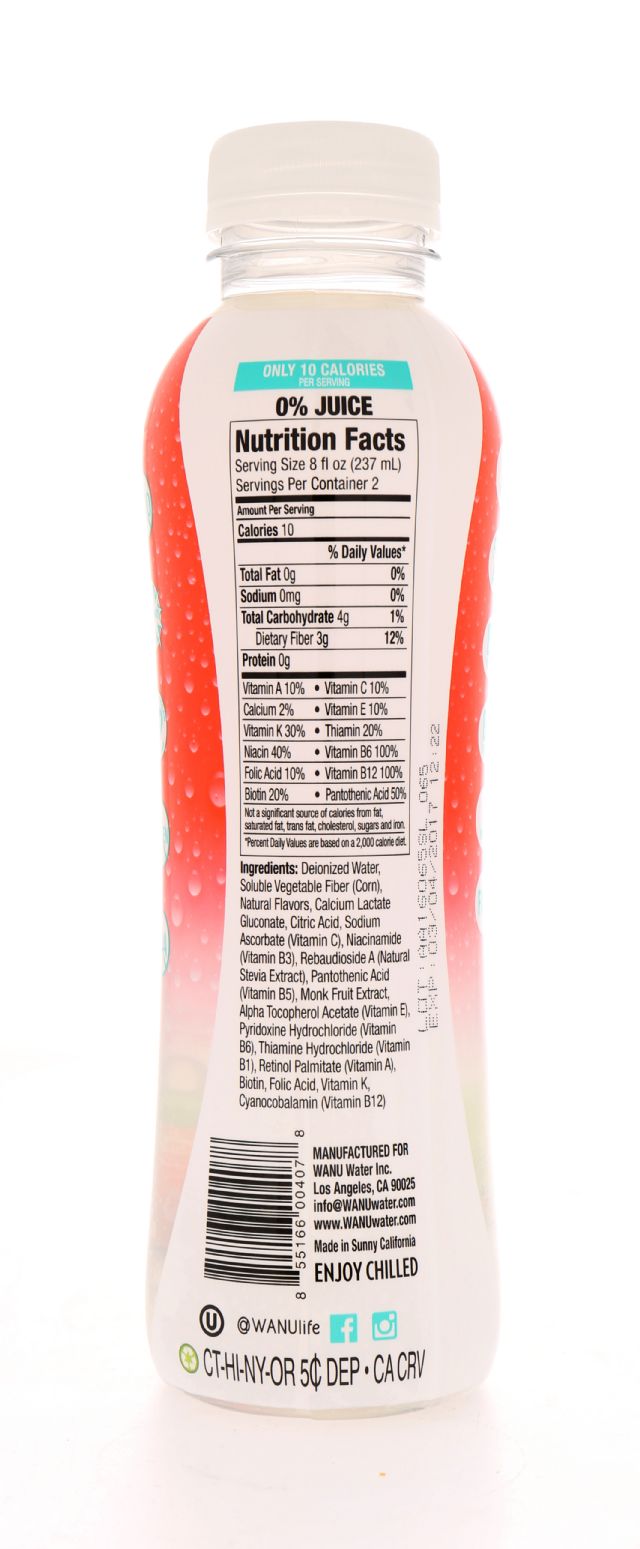 ONLY 10 CALORIES
PER SERVING
0% JUICE
Nutrition Facts
Serving Size 8 fl oz (237 mL)
Servings Per Container 2
Amount Per Serving
Calories 10
% Daily Values*
Total Fat 0g 0%
Sodium 0mg 0%
Total Carbohydrate 4g 1%
Dietary Fiber 3g 12%
Protein 0g
Vitamin A 10% • Vitamin C 10%
Calcium 2% • Vitamin E 10%
Vitamin K 30% • Thiamin 20%
Niacin 40% • Vitamin B6 100%
Folic Acid 10% • Vitamin B12 100%
Biotin 20% • Pantothenic Acid 50%
Not a significant source of calories from fat,
saturated fat, trans fat, cholesterol, sugars and iron.
*Percent Daily Values are based on a 2,000 calorie diet.
Ingredients: Deionized Water,
Soluble Vegetable Fiber (Corn),
Natural Flavors, Calcium Lactate
Gluconate, Citric Acid, Sodium
Ascorbate (Vitamin C), Niacinamide
(Vitamin B3), Rebaudioside A (Natural
Stevia Extract), Pantothenic Acid
(Vitamin B5), Monk Fruit Extract,
Alpha Tocopherol Acetate (Vitamin E),
Pyridoxine Hydrochloride (Vitamin
B6), Thiamine Hydrochloride (Vitamin
B1), Retinol Palmitate (Vitamin A),
Biotin, Folic Acid, Vitamin K,
Cyanocobalamin (Vitamin B12)
EXP: 03/04/2017 12:22
8 55166 00407 8
MANUFACTURED FOR
WANU Water Inc.
Los Angeles, CA 90025
info@WANUwater.com
www.WANUwater.com
Made in Sunny California
ENJOY CHILLED
U @WANUlife f
CT-HI-NY-OR 5¢ DEP • CA CRV